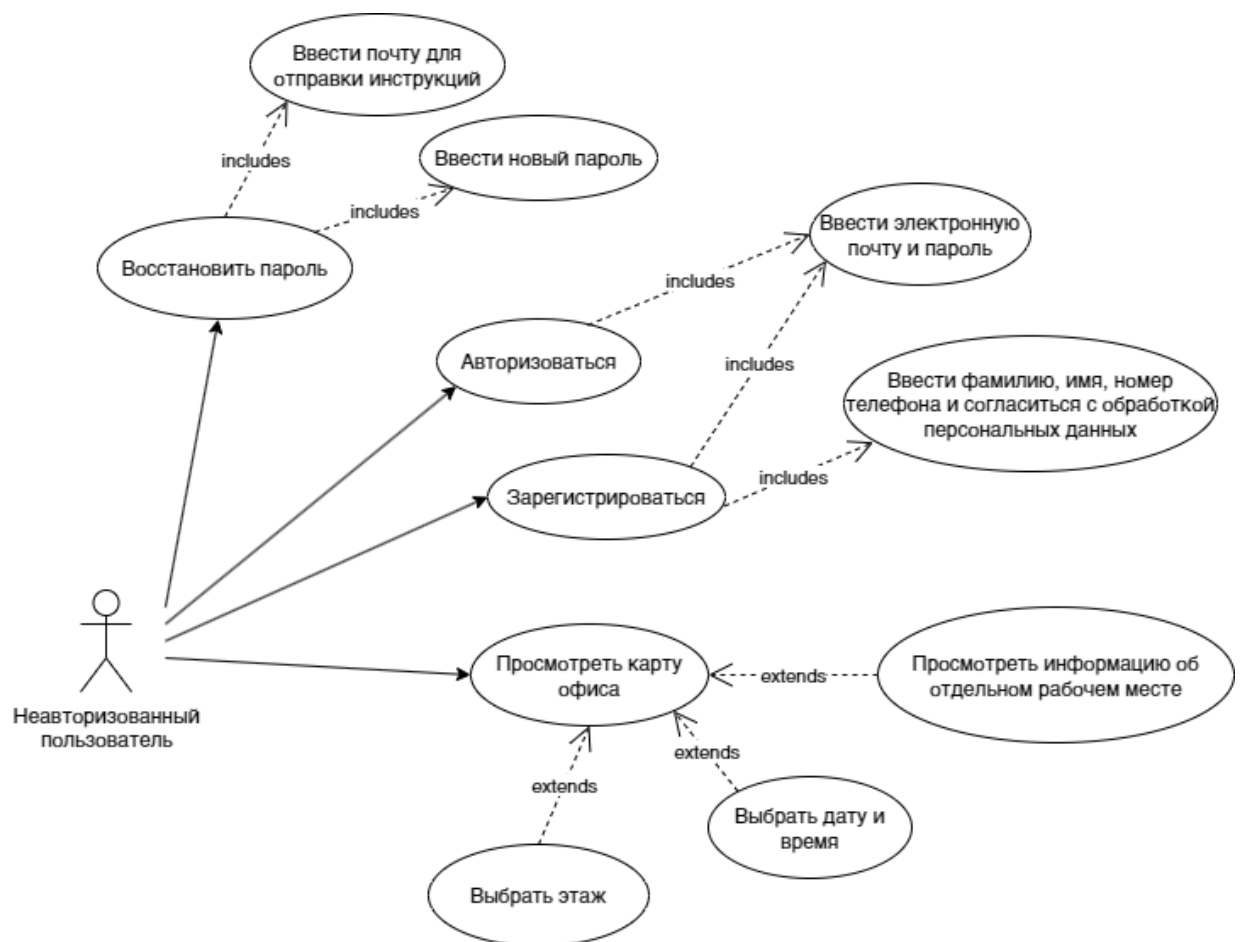 Ввести почту для
отправки инструкций
includes
Ввести новый пароль
includes
Восстановить пароль
Ввести электронную
почту и пароль
includes
Авторизоваться
includes
Ввести фамилию, имя, номер
телефона и согласиться с обработкой
персональных данных
includes
Зарегистрироваться
Неавторизованный
пользователь
Просмотреть карту
офиса
extends
Просмотреть информацию об
отдельном рабочем месте
extends
extends
Выбрать дату и
время
Выбрать этаж